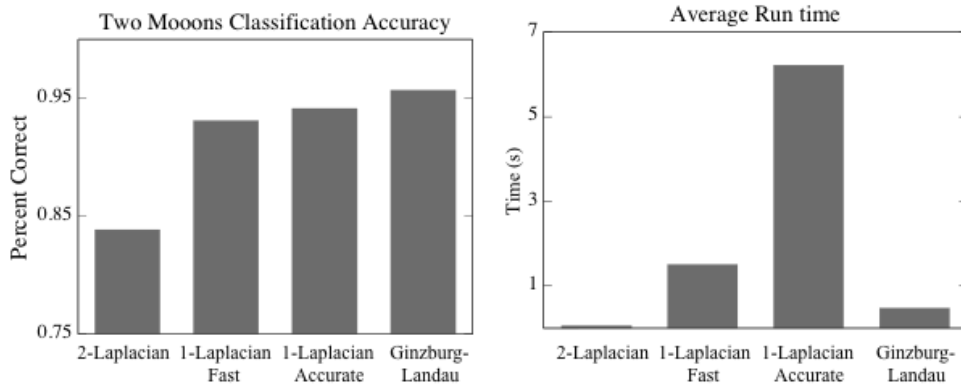 Two Mooons Classification Accuracy
Percent Correct
0.95
0.85
0.75
2-Laplacian
1-Laplacian
Fast
1-Laplacian
Accurate
Ginzburg-
Landau
Average Run time
Time (s)
7
5
3
1
2-Laplacian
1-Laplacian
Fast
1-Laplacian
Accurate
Ginzburg-
Landau